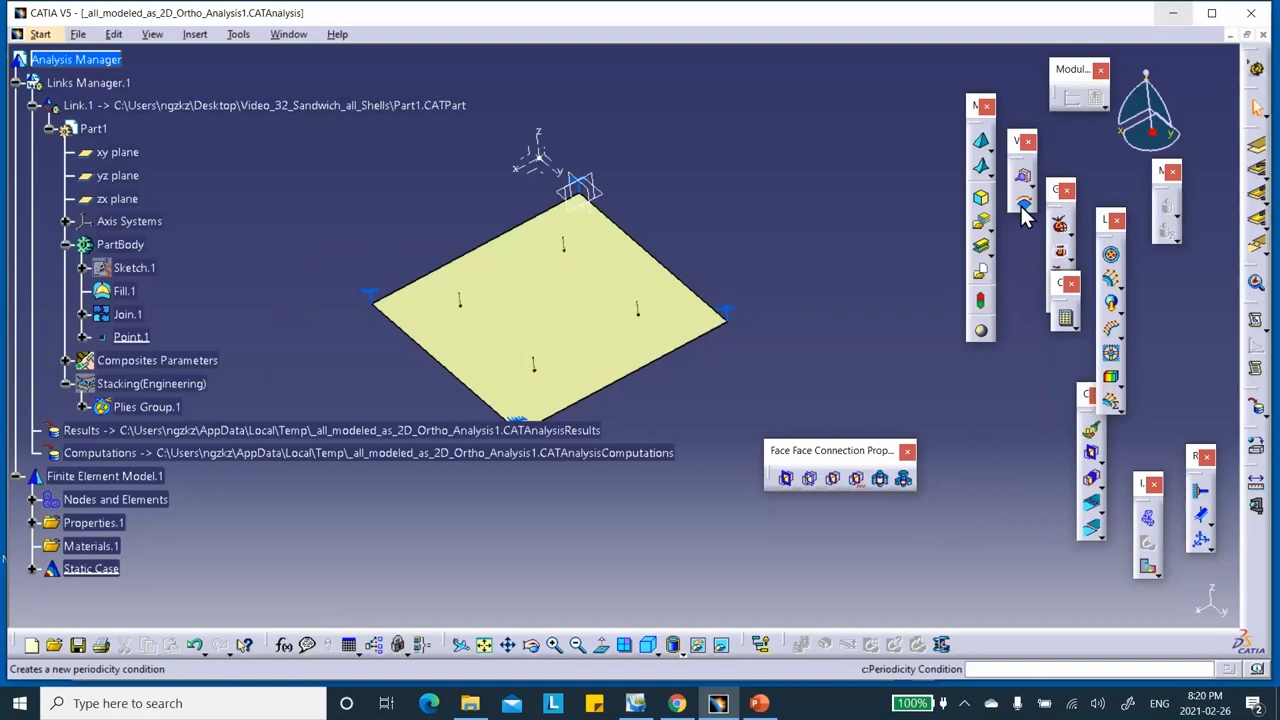 CATIA V5 - [_all_modeled_as_2D_Ortho_Analysis1.CATAnalysis]
Start File Edit View Insert Tools Window Help
Analysis Manager
Links Manager.1
Link.1 -> C:\Users\ngzkz\Desktop\Video_32_Sandwich_all_Shells\Part1.CATPart
Part1
xy plane
yz plane
zx plane
Axis Systems
PartBody
Sketch.1
Fill.1
Join.1
Point.1
Composites Parameters
Stacking(Engineering)
Plies Group.1
Results -> C:\Users\ngzkz\AppData\Local\Temp\_all_modeled_as_2D_Ortho_Analysis1.CATAnalysisResults
Computations -> C:\Users\ngzkz\AppData\Local\Temp\_all_modeled_as_2D_Ortho_Analysis1.CATAnalysisComputations
Finite Element Model.1
Nodes and Elements
Properties.1
Materials.1
Static Case
z
x
y
Modul...
x
y
M
V
G
M
L
C
C
Face Face Connection Prop...
I.
R
z
x
y
f(x)
CATIA
Creates a new periodicity condition
c:Periodicity Condition
Type here to search
100%
ENG
8:20 PM
2021-02-26